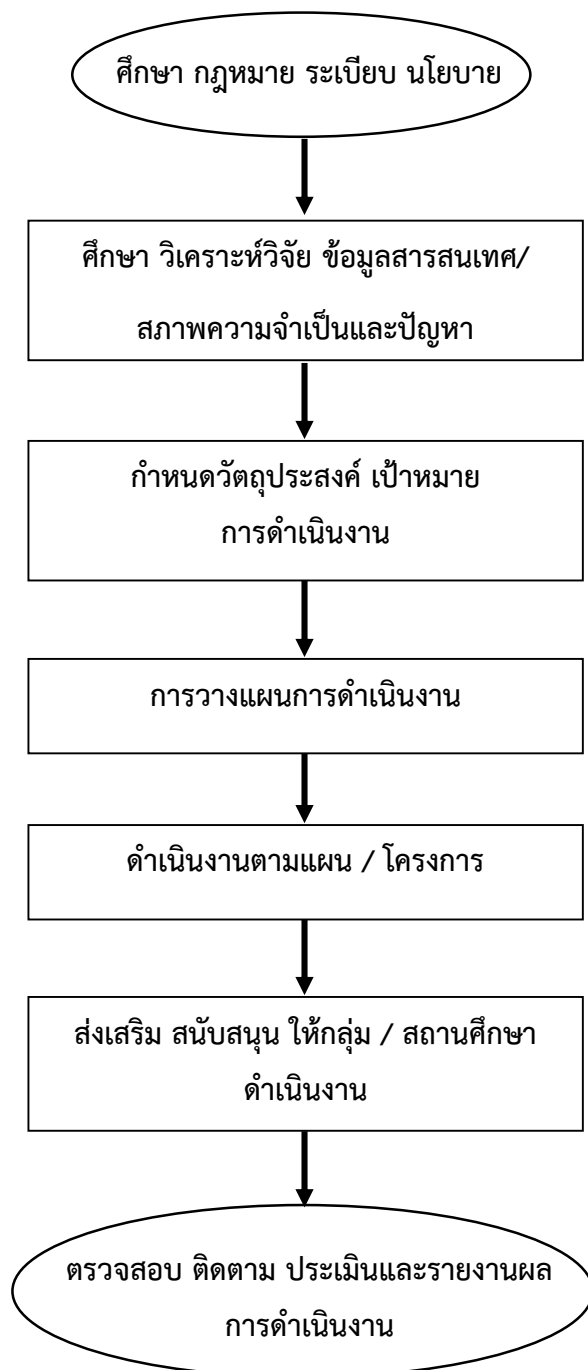 ศึกษา กฎหมาย ระเบียบ นโยบาย
ศึกษา วิเคราะห์วิจัย ข้อมูลสารสนเทศ/
สภาพความจำเป็นและปัญหา
กำหนดวัตถุประสงค์ เป้าหมาย
การดำเนินงาน
การวางแผนการดำเนินงาน
ดำเนินงานตามแผน / โครงการ
ส่งเสริม สนับสนุน ให้กลุ่ม / สถานศึกษา
ดำเนินงาน
ตรวจสอบ ติดตาม ประเมินและรายงานผล
การดำเนินงาน